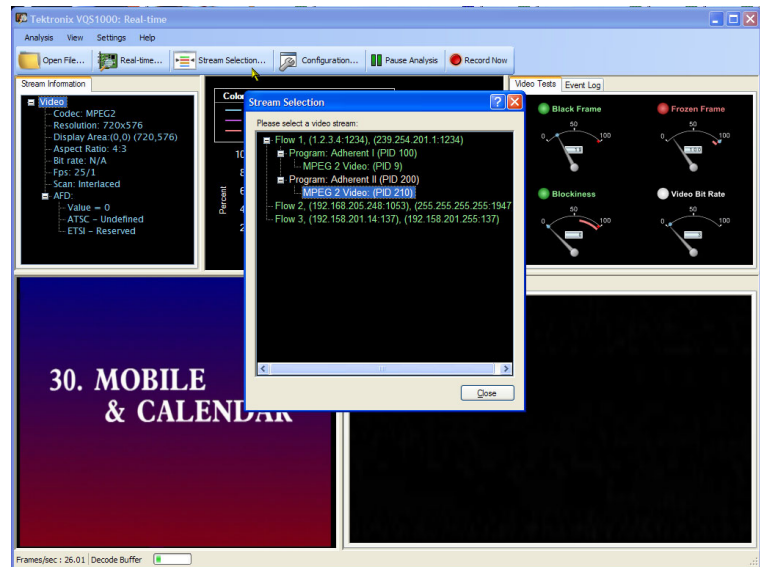 Tektronix VQS1000: Real-time
Analysis View Settings Help
Open File... Real-time... Stream Selection... Configuration... Pause Analysis Record Now
Stream Information
Video
Codec: MPEG2
Resolution: 720x576
Display Area:(0,0) (720,576)
Aspect Ratio: 4:3
Bit rate: N/A
Fps: 25/1
Scan: Interlaced
AFD:
Value = 0
ATSC - Undefined
ETSI - Reserved
Percent
Stream Selection
Please select a video stream:
Flow 1, (1.2.3.4:1234), (239.254.201.1:1234)
Program: Adherent I (PID 100)
MPEG 2 Video: (PID 9)
Program: Adherent II (PID 200)
MPEG 2 Video: (PID 210)
Flow 2, (192.168.205.248:1053), (255.255.255.255:1947
Flow 3, (192.158.201.14:137), (192.158.201.255:137)
Close
Video Tests Event Log
Black Frame Frozen Frame
0 50 100 0 50 100
Blockiness Video Bit Rate
0 50 100 0 50 100
30. MOBILE
& CALENDAR
Frames/sec : 26.01 Decode Buffer